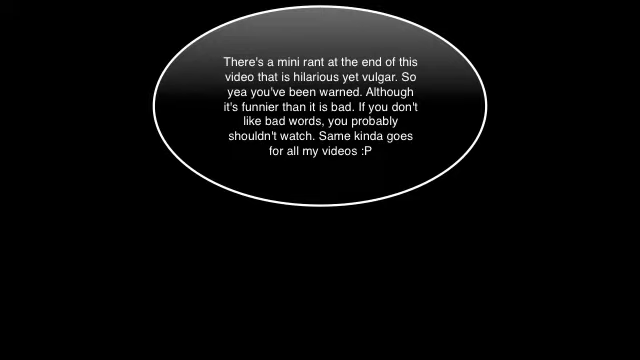 There's a mini rant at the end of this
video that is hilarious yet vulgar. So
yea you've been warned. Although
it's funnier than it is bad. If you don't
like bad words, you probably
shouldn't watch. Same kinda goes
for all my videos :P